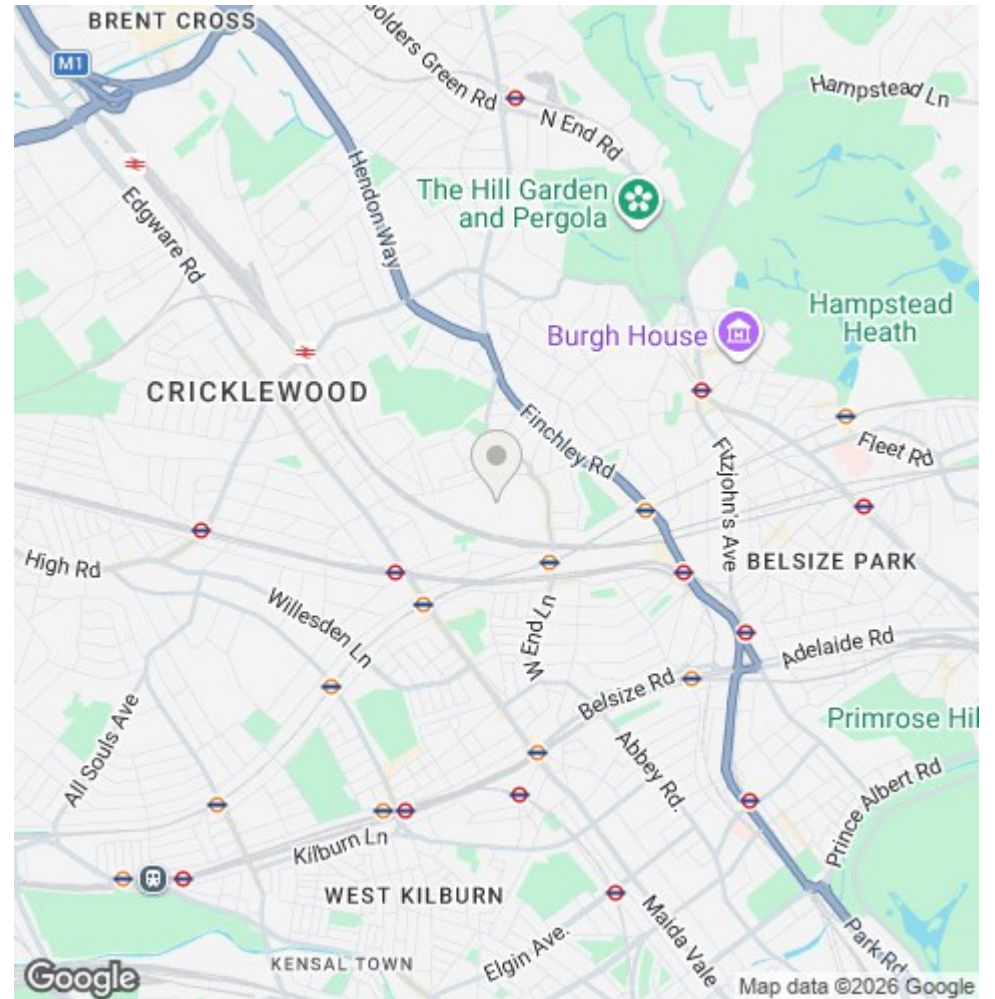 BRENT CROSS
M1
Golders Green Rd
N End Rd
Hampstead Ln
Hendon Way
The Hill Garden
and Pergola
Edgware Rd
Burgh House
Hampstead
Heath
CRICKLEWOOD
Finchley Rd
Fitzjohn's Ave
Fleet Rd
High Rd
BELSIZE PARK
Willesden Ln
W End Ln
Adelaide Rd
Belsize Rd
Primrose Hil
All Souls Ave
Abbey Rd.
Prince Albert Rd
Kilburn Ln
WEST KILBURN
Maida Vale
Elgin Ave.
Park Rd
KENSAL TOWN
Google
Map data ©2026 Google